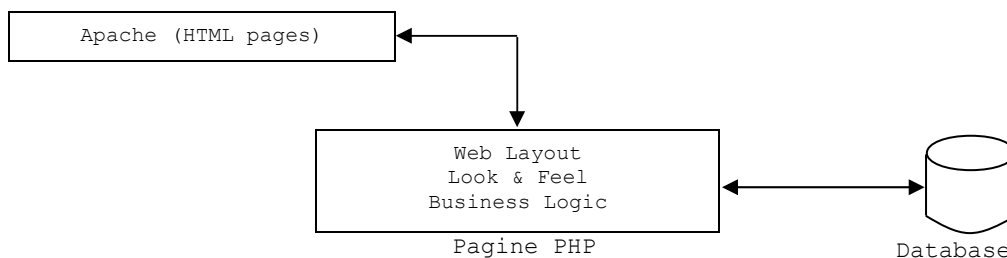 Apache (HTML pages)
Web Layout
Look & Feel
Business Logic
Pagine PHP
Database